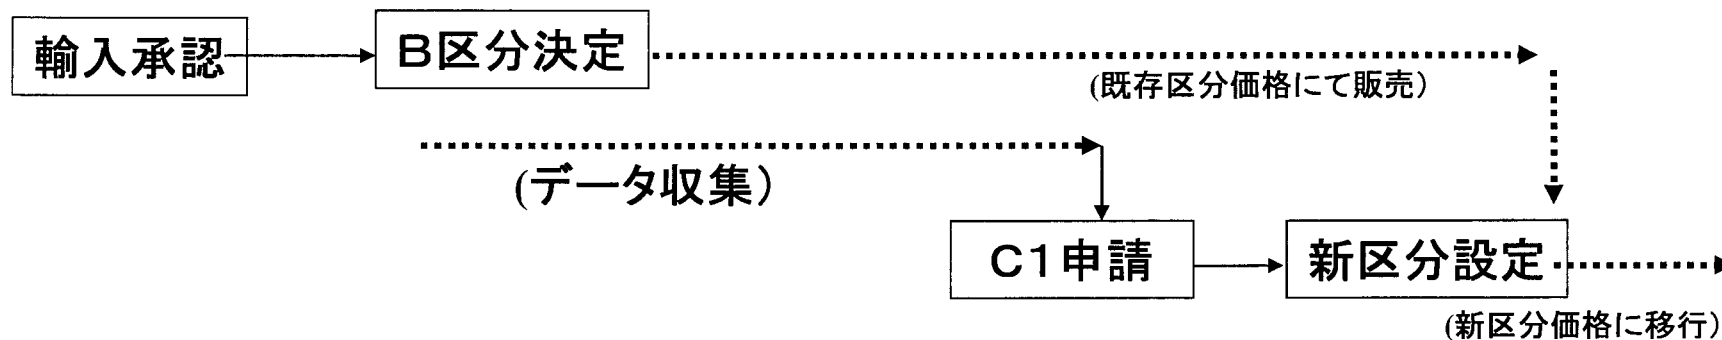 輸入承認
B区分決定
(既存区分価格にて販売)
(データ収集)
C1申請
新区分設定
(新区分価格に移行)